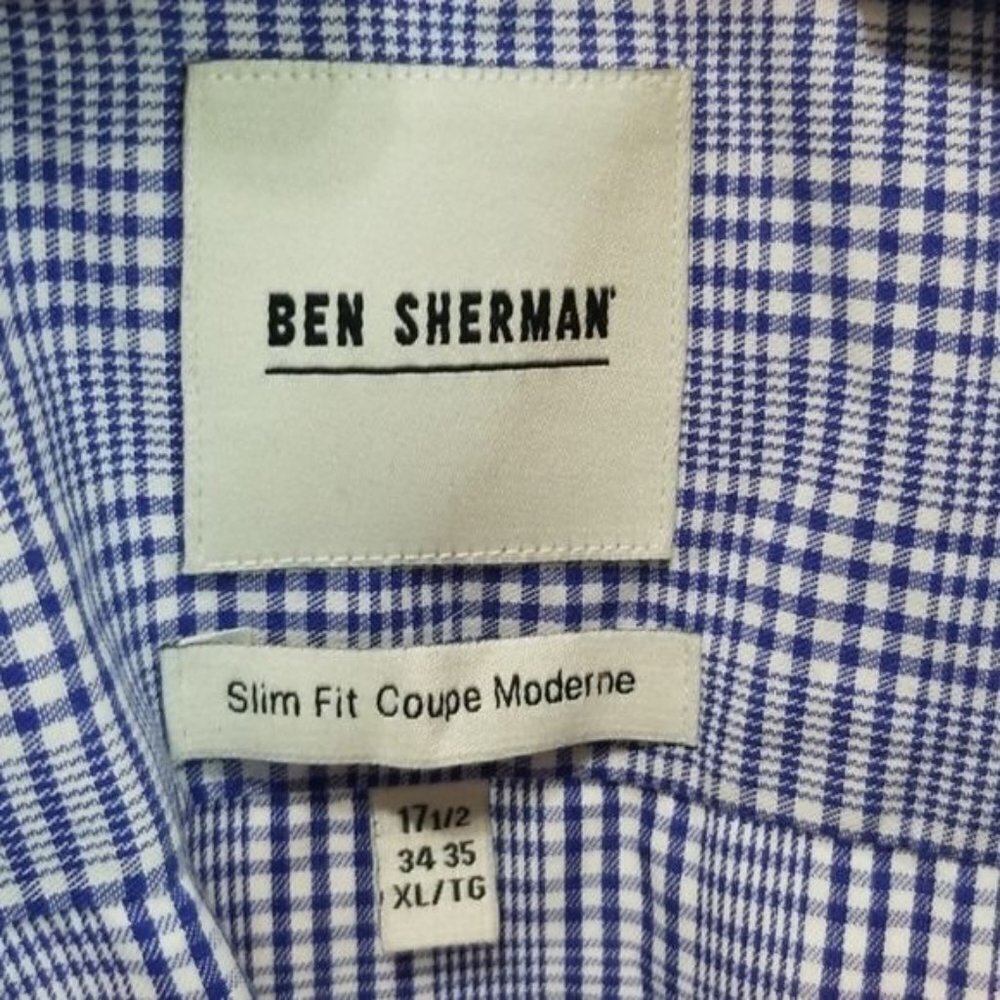 BEN SHERMAN
Slim Fit Coupe Moderne
17 1/2
34 35
XL/TG